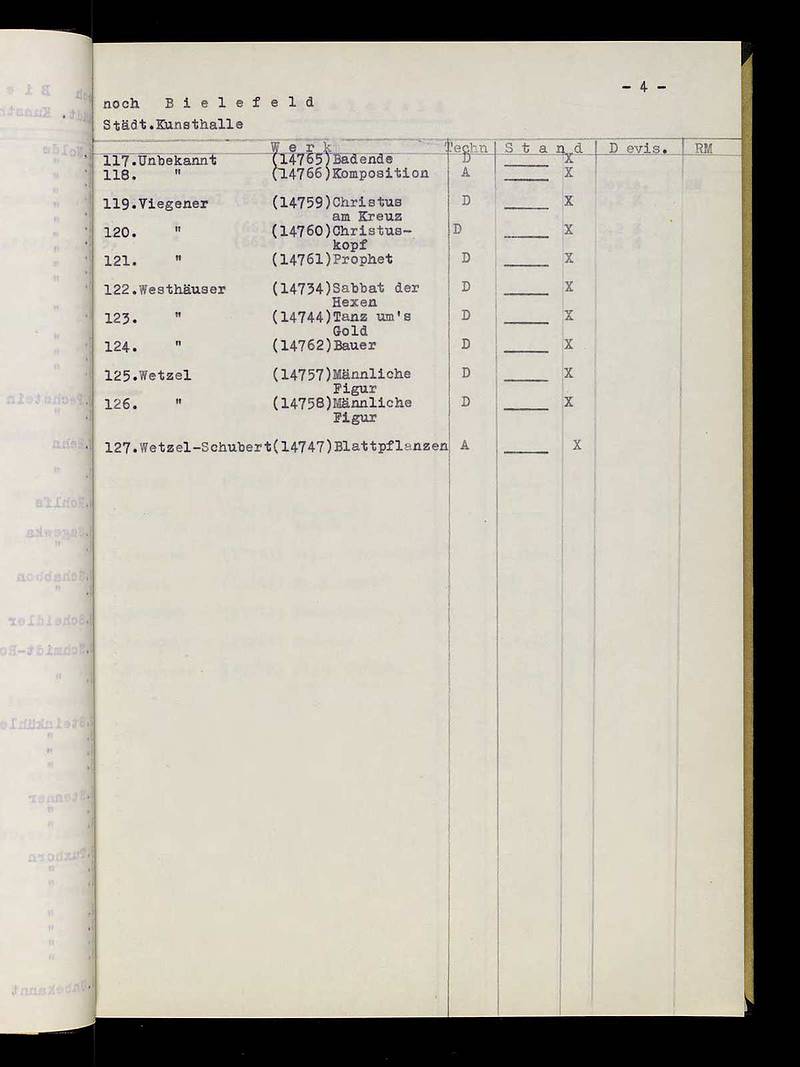 - 4 -
noch B i e l e f e l d
Städt.Kunsthalle
W e r k Techn S t a n d D evis. RM
117.Unbekannt (14765)Badende D ______ X
118. " (14766)Komposition A ______ X
119.Viegener (14759)Christus D ______ X
am Kreuz
120. " (14760)Christus- D ______ X
kopf
121. " (14761)Prophet D ______ X
122.Westhäuser (14734)Sabbat der D ______ X
Hexen
123. " (14744)Tanz um's D ______ X
Gold
124. " (14762)Bauer D ______ X
125.Wetzel (14757)Männliche D ______ X
Figur
126. " (14758)Männliche D ______ X
Figur
127.Wetzel-Schubert(14747)Blattpflanzen A ______ X